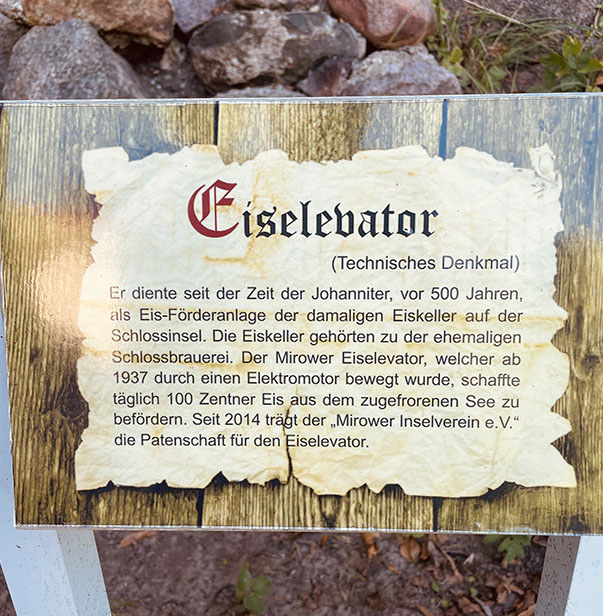 Eiselevator
(Technisches Denkmal)
Er diente seit der Zeit der Johanniter, vor 500 Jahren,
als Eis-Förderanlage der damaligen Eiskeller auf der
Schlossinsel. Die Eiskeller gehörten zu der ehemaligen
Schlossbrauerei. Der Mirower Eiselevator, welcher ab
1937 durch einen Elektromotor bewegt wurde, schaffte
täglich 100 Zentner Eis aus dem zugefrorenen See zu
befördern. Seit 2014 trägt der „Mirower Inselverein e.V.“
die Patenschaft für den Eiselevator.